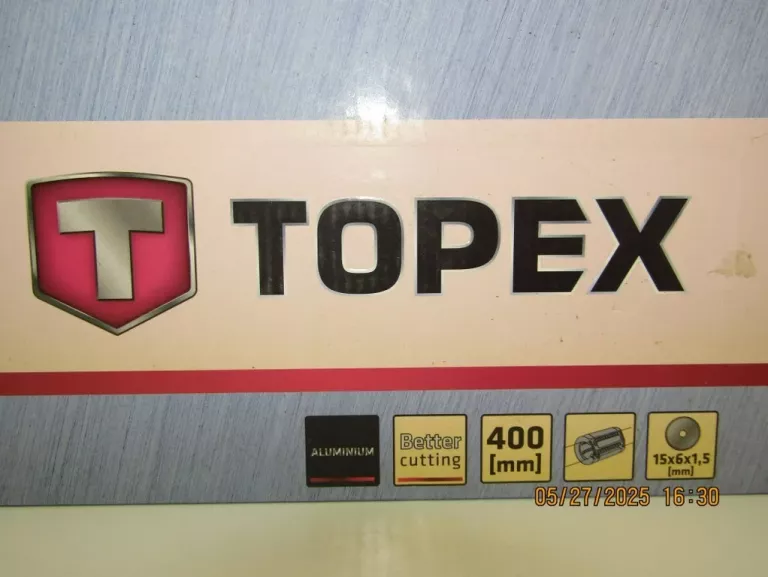 T TOPEX
ALUMINIUM
Better
cutting
400
[mm]
15x6x1,5
[mm]
05/27/2025 16:30